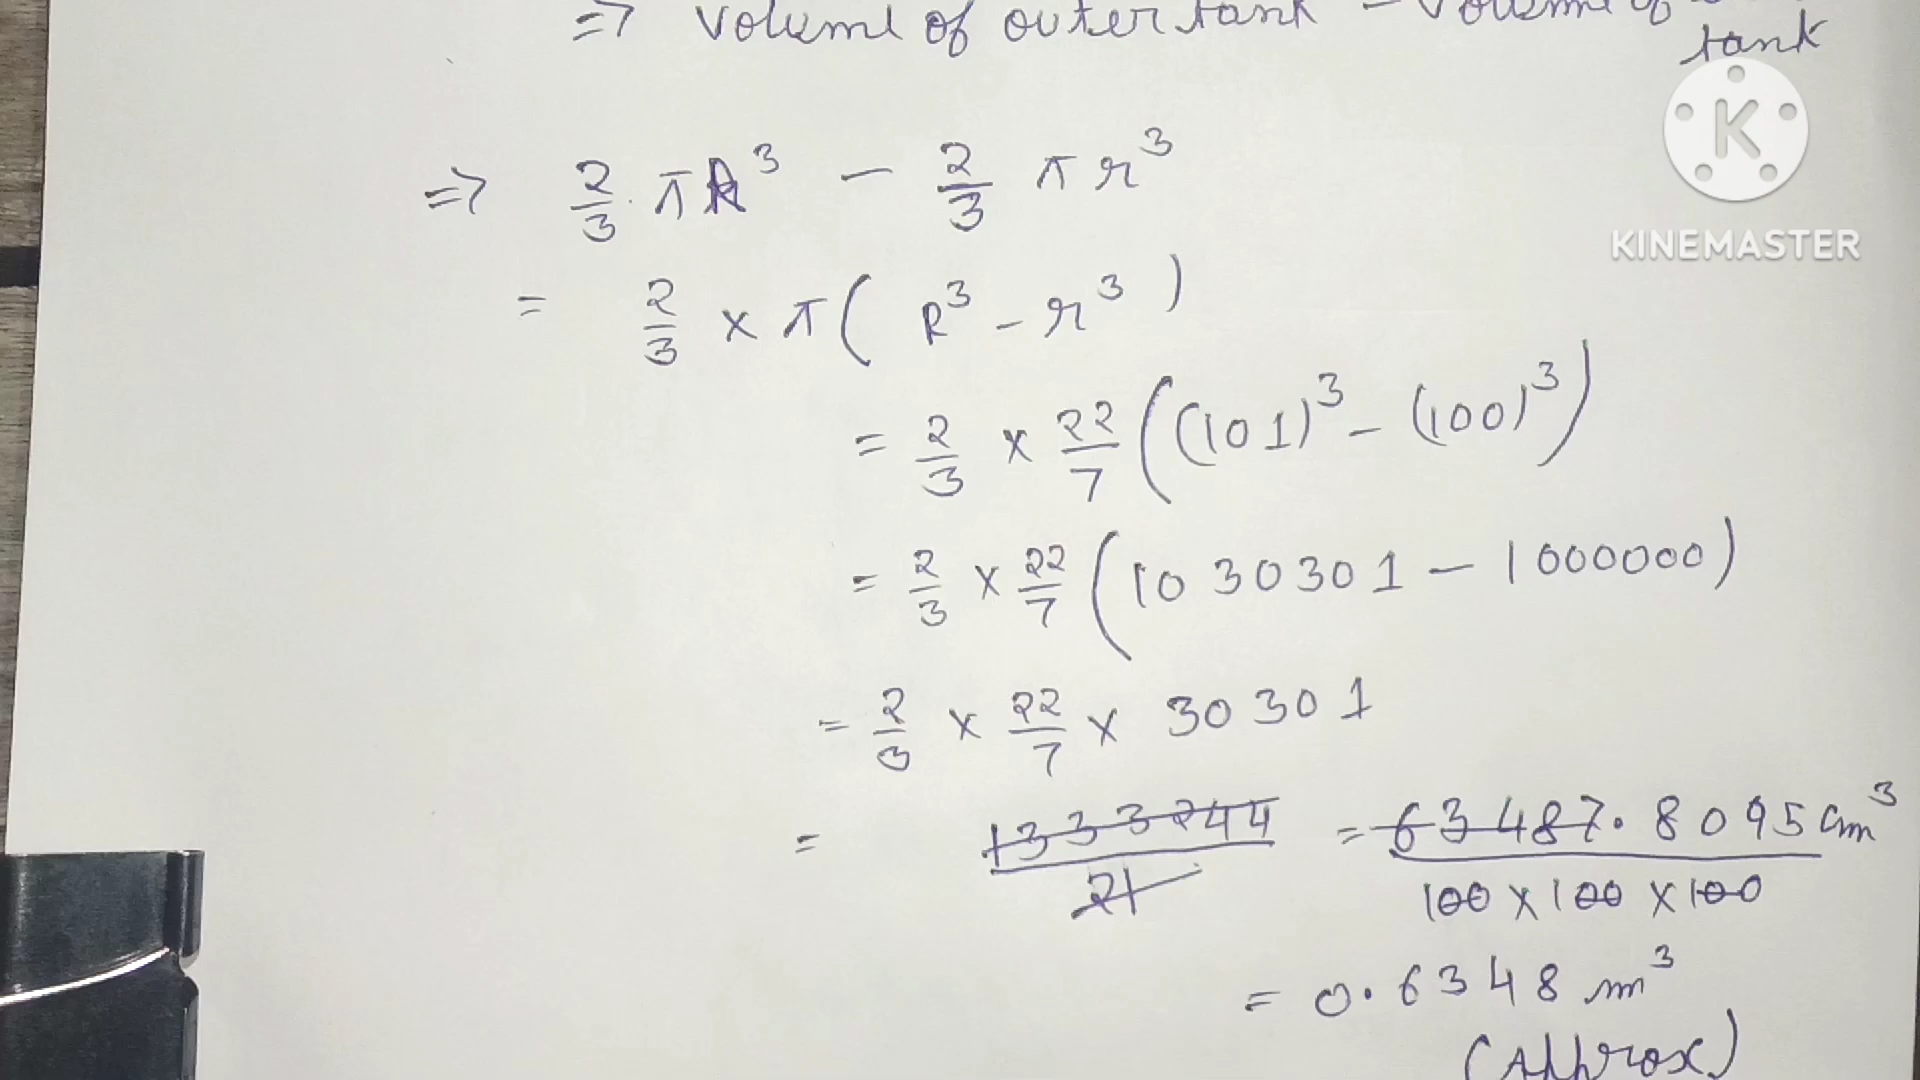 => Volume of outer tank - Volume of
tank
K
KINEMASTER
=> 2/3 πR³ - 2/3 πr³
= 2/3 × π( R³ - r³ )
= 2/3 × 22/7 ((101)³ - (100)³)
= 2/3 × 22/7 (1030301 - 1000000)
= 2/3 × 22/7 × 30301
= 1333244/21 = 63487.8095 cm³/100×100×100
= 0.6348 m³
(Approx)